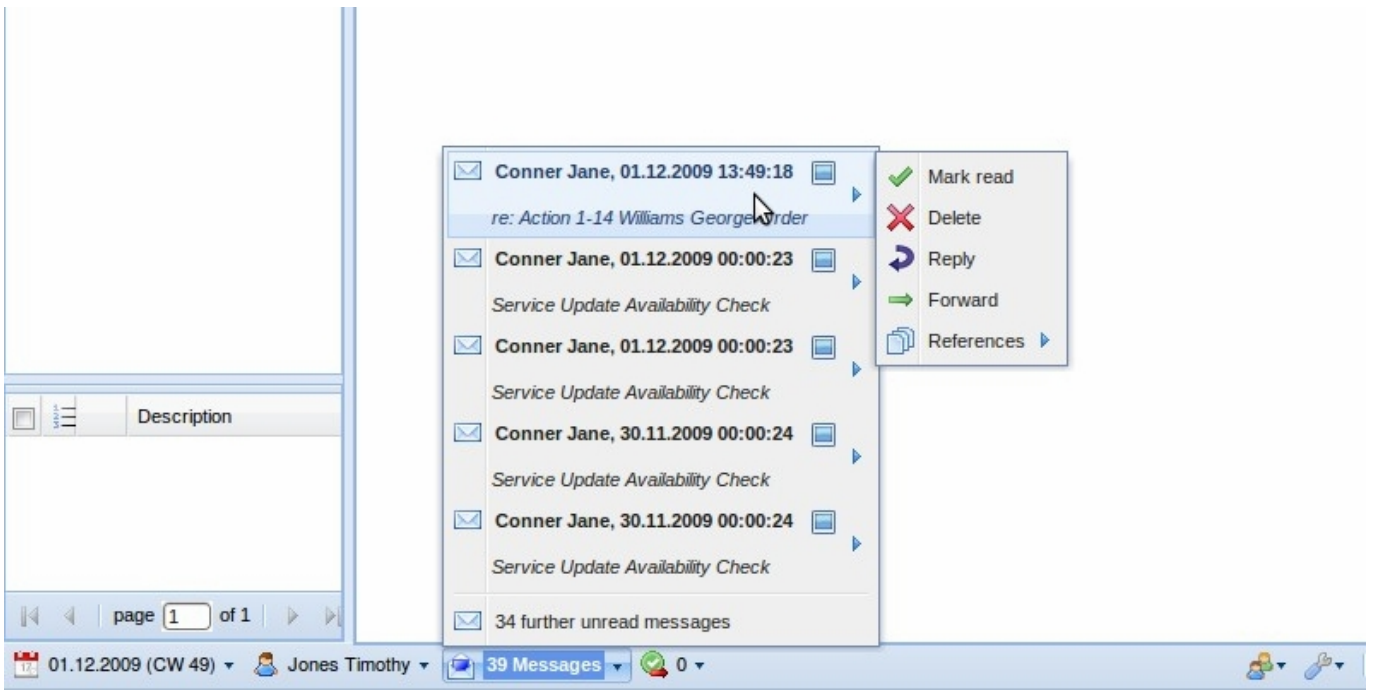 Conner Jane, 01.12.2009 13:49:18
re: Action 1-14 Williams George
Conner Jane, 01.12.2009 00:00:23
Service Update Availability Check
Conner Jane, 01.12.2009 00:00:23
Service Update Availability Check
Conner Jane, 30.11.2009 00:00:24
Service Update Availability Check
Conner Jane, 30.11.2009 00:00:24
Service Update Availability Check
34 further unread messages
Mark read
Delete
Reply
Forward
References
Description
page 1 of 1
01.12.2009 (CW 49) Jones Timothy 39 Messages 0